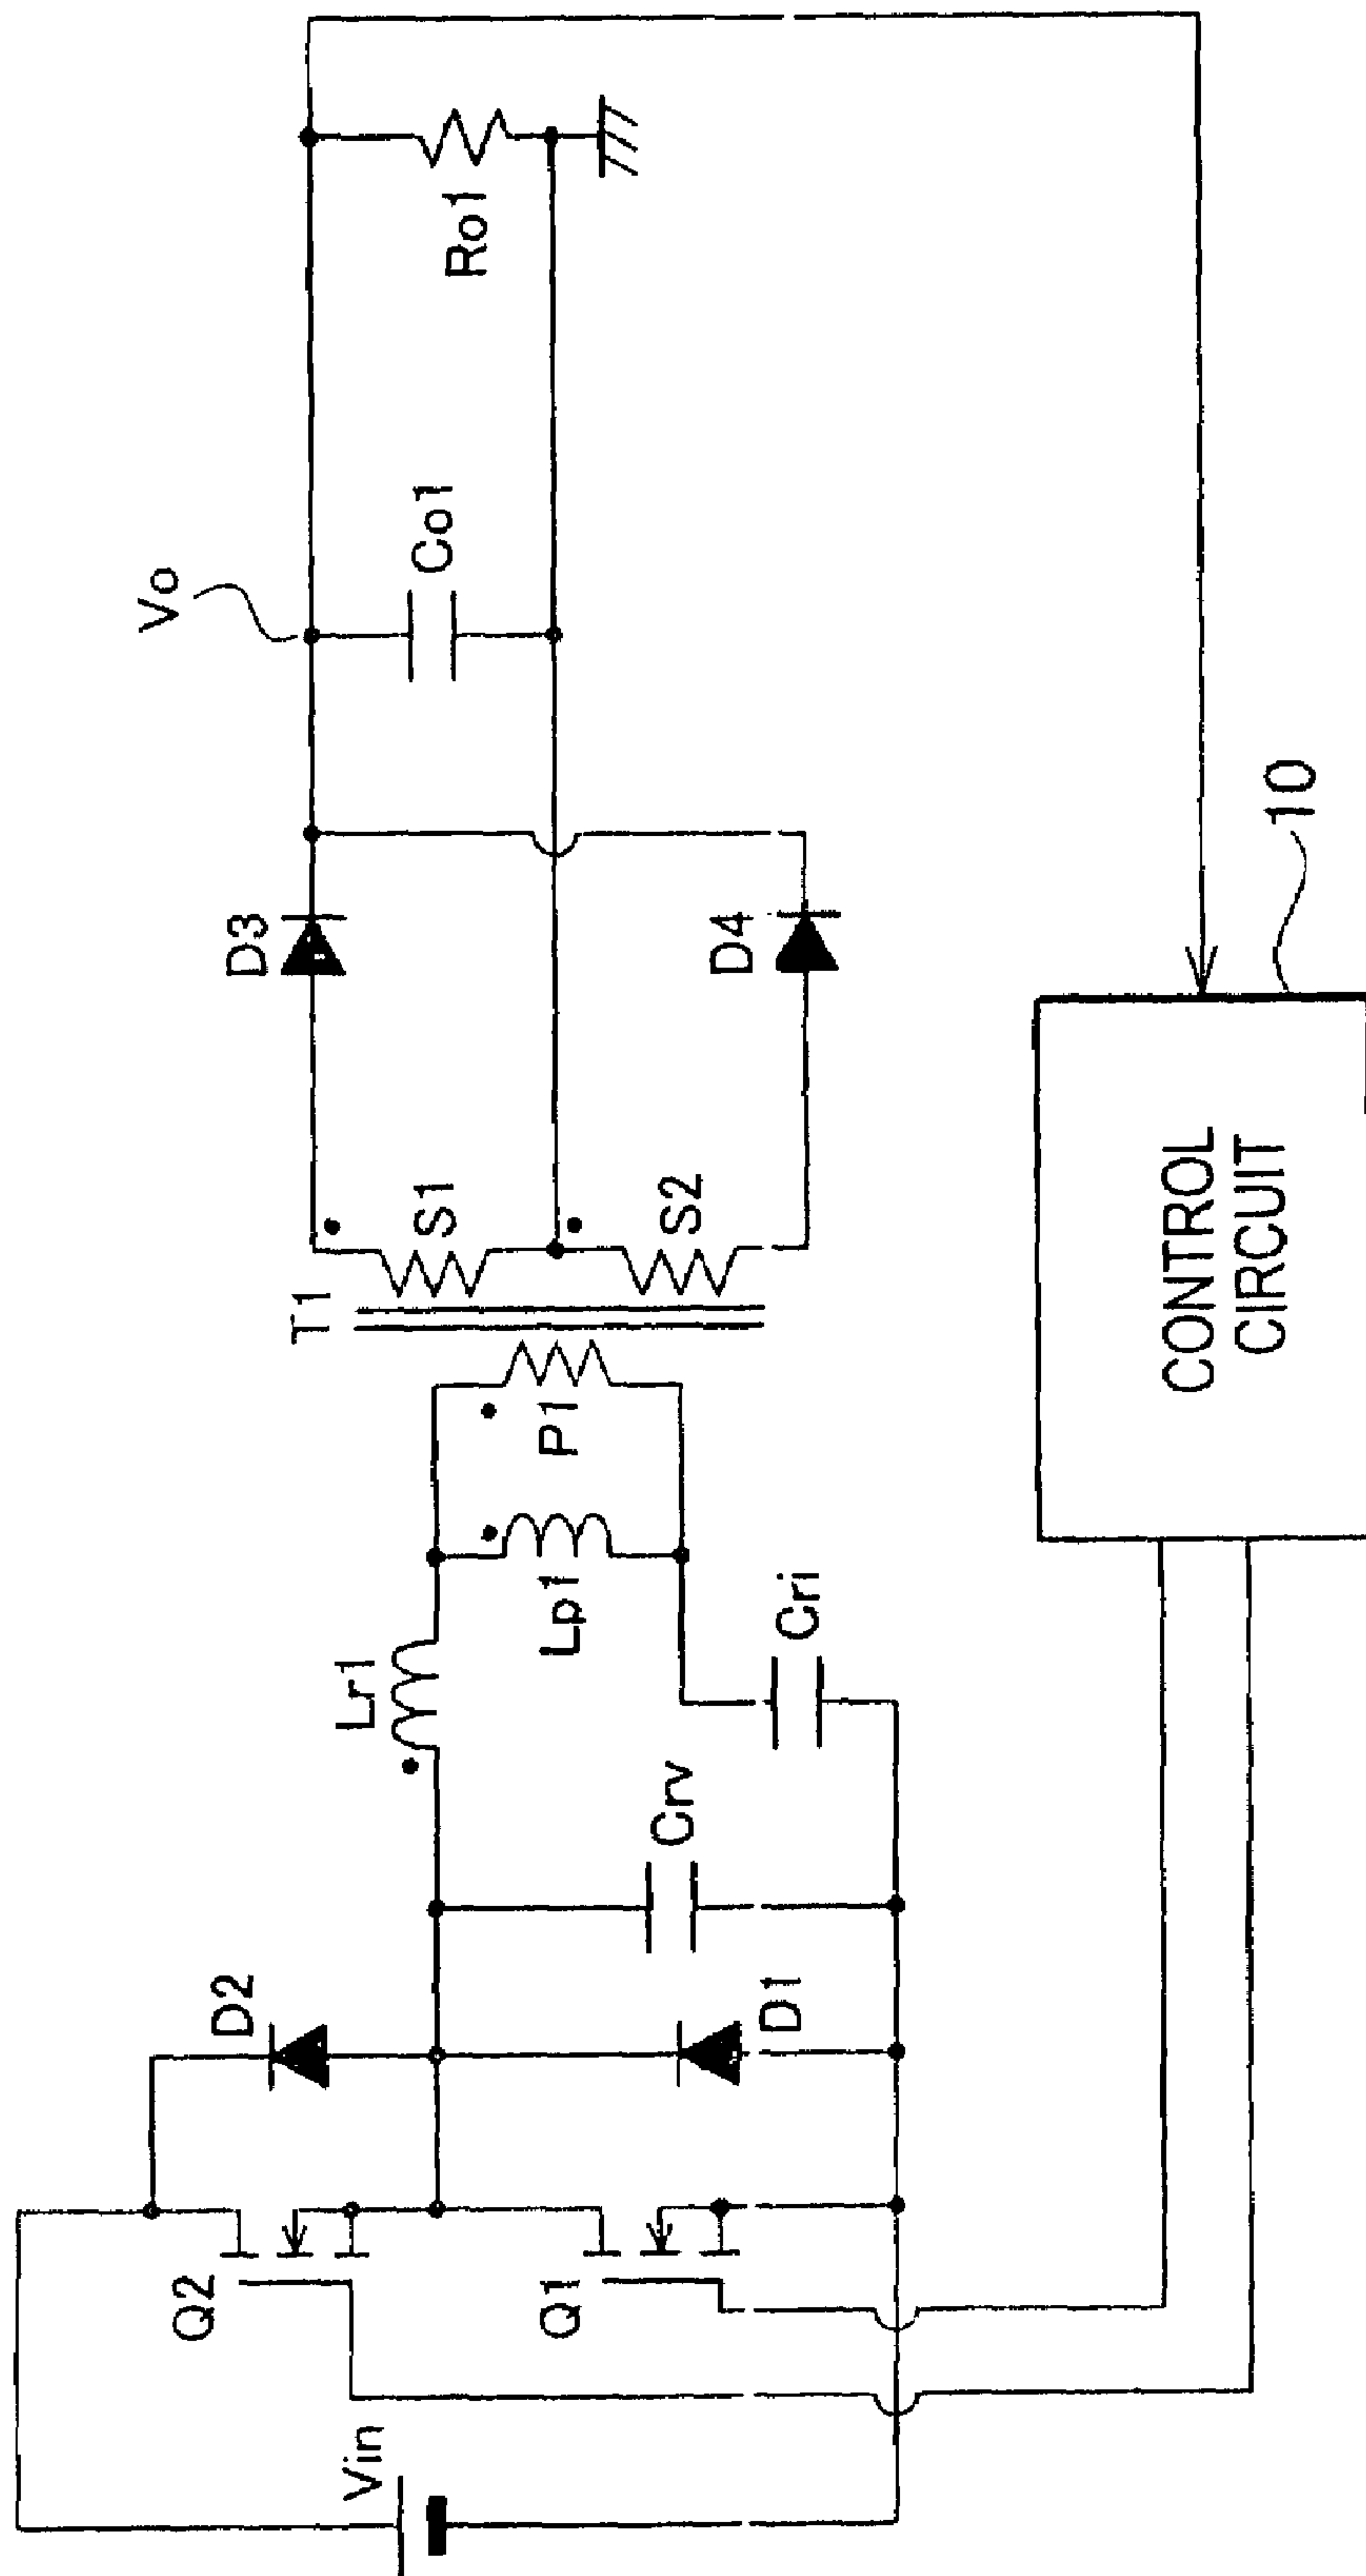 Vin
Q2
Q1
D2
D1
Crv
Cri
Lr1
Lp1
P1
T1
S1
S2
D3
D4
Vo
Co1
Ro1
CONTROL
CIRCUIT
10